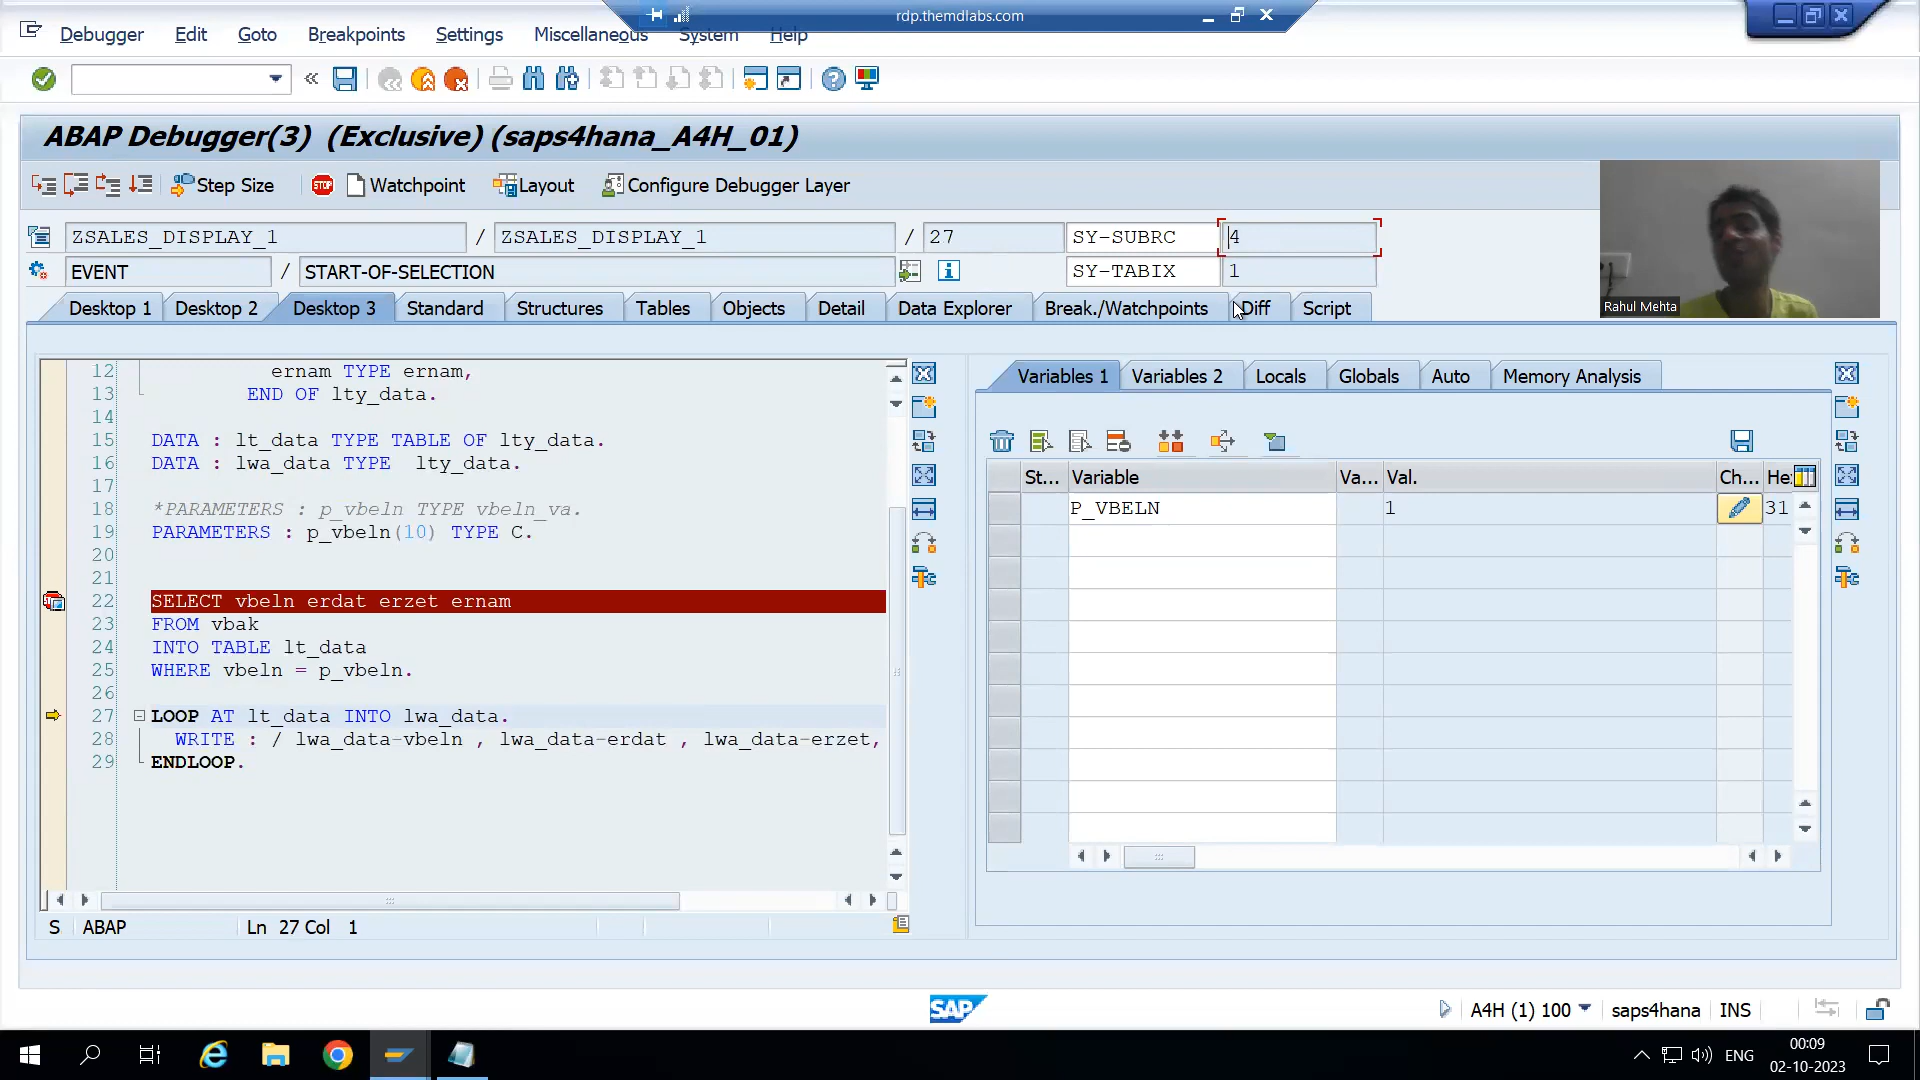 rdp.themdlabs.com
Debugger Edit Goto Breakpoints Settings Miscellaneous System Help
ABAP Debugger(3) (Exclusive) (saps4hana_A4H_01)
Step Size STOP Watchpoint Layout Configure Debugger Layer
ZSALES_DISPLAY_1 / ZSALES_DISPLAY_1 / 27 SY-SUBRC 4
EVENT / START-OF-SELECTION SY-TABIX 1
Rahul Mehta
Desktop 1 Desktop 2 Desktop 3 Standard Structures Tables Objects Detail Data Explorer Break./Watchpoints Diff Script
Variables 1 Variables 2 Locals Globals Auto Memory Analysis
St... Variable Va... Val. Ch... He
P_VBELN 1 31
12 ernam TYPE ernam,
13 END OF lty_data.
14
15 DATA : lt_data TYPE TABLE OF lty_data.
16 DATA : lwa_data TYPE lty_data.
17
18 *PARAMETERS : p_vbeln TYPE vbeln_va.
19 PARAMETERS : p_vbeln(10) TYPE C.
20
21
22 SELECT vbeln erdat erzet ernam
23 FROM vbak
24 INTO TABLE lt_data
25 WHERE vbeln = p_vbeln.
26
27 LOOP AT lt_data INTO lwa_data.
28 WRITE : / lwa_data-vbeln , lwa_data-erdat , lwa_data-erzet,
29 ENDLOOP.
S ABAP Ln 27 Col 1
SAP A4H (1) 100 saps4hana INS
ENG 00:09
02-10-2023